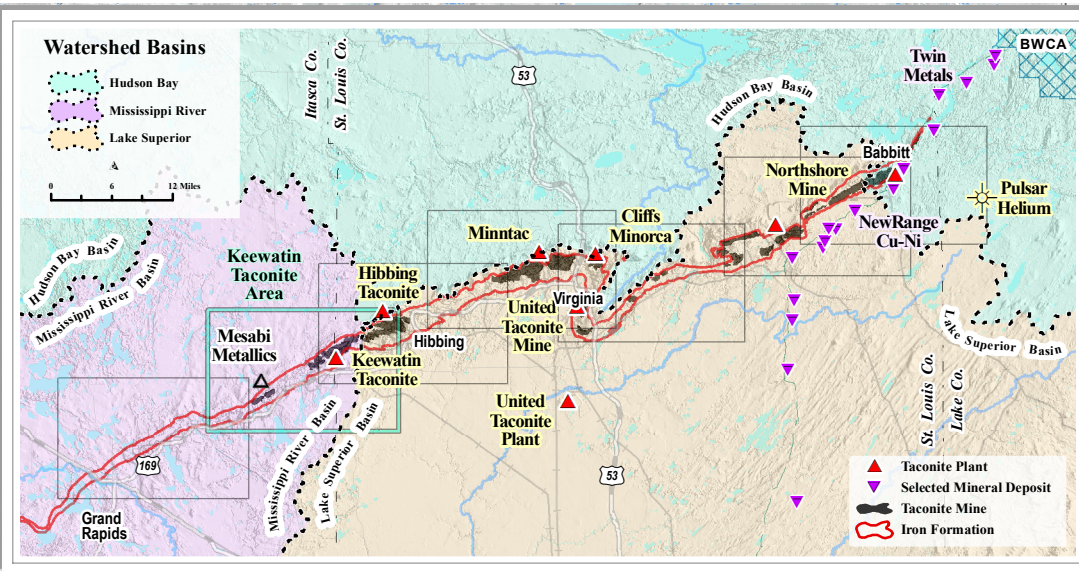 Watershed Basins
Hudson Bay
Mississippi River
Lake Superior
0 6 12 Miles
Itasca Co.
St. Louis Co.
53
Hudson Bay Basin
Twin
Metals
BWCA
Babbitt
Northshore
Mine
Pulsar
Helium
NewRange
Cu-Ni
Cliffs
Minorca
Minntac
Hudson Bay Basin
Mississippi River Basin
Keewatin
Taconite
Area
Hibbing
Taconite
Virginia
United
Taconite
Mine
Hibbing
Mesabi
Metallics
Keewatin
Taconite
Lake Superior Basin
United
Taconite
Plant
St. Louis Co.
Lake Co.
Mississippi River Basin
Lake Superior Basin
169
53
Grand
Rapids
Taconite Plant
Selected Mineral Deposit
Taconite Mine
Iron Formation